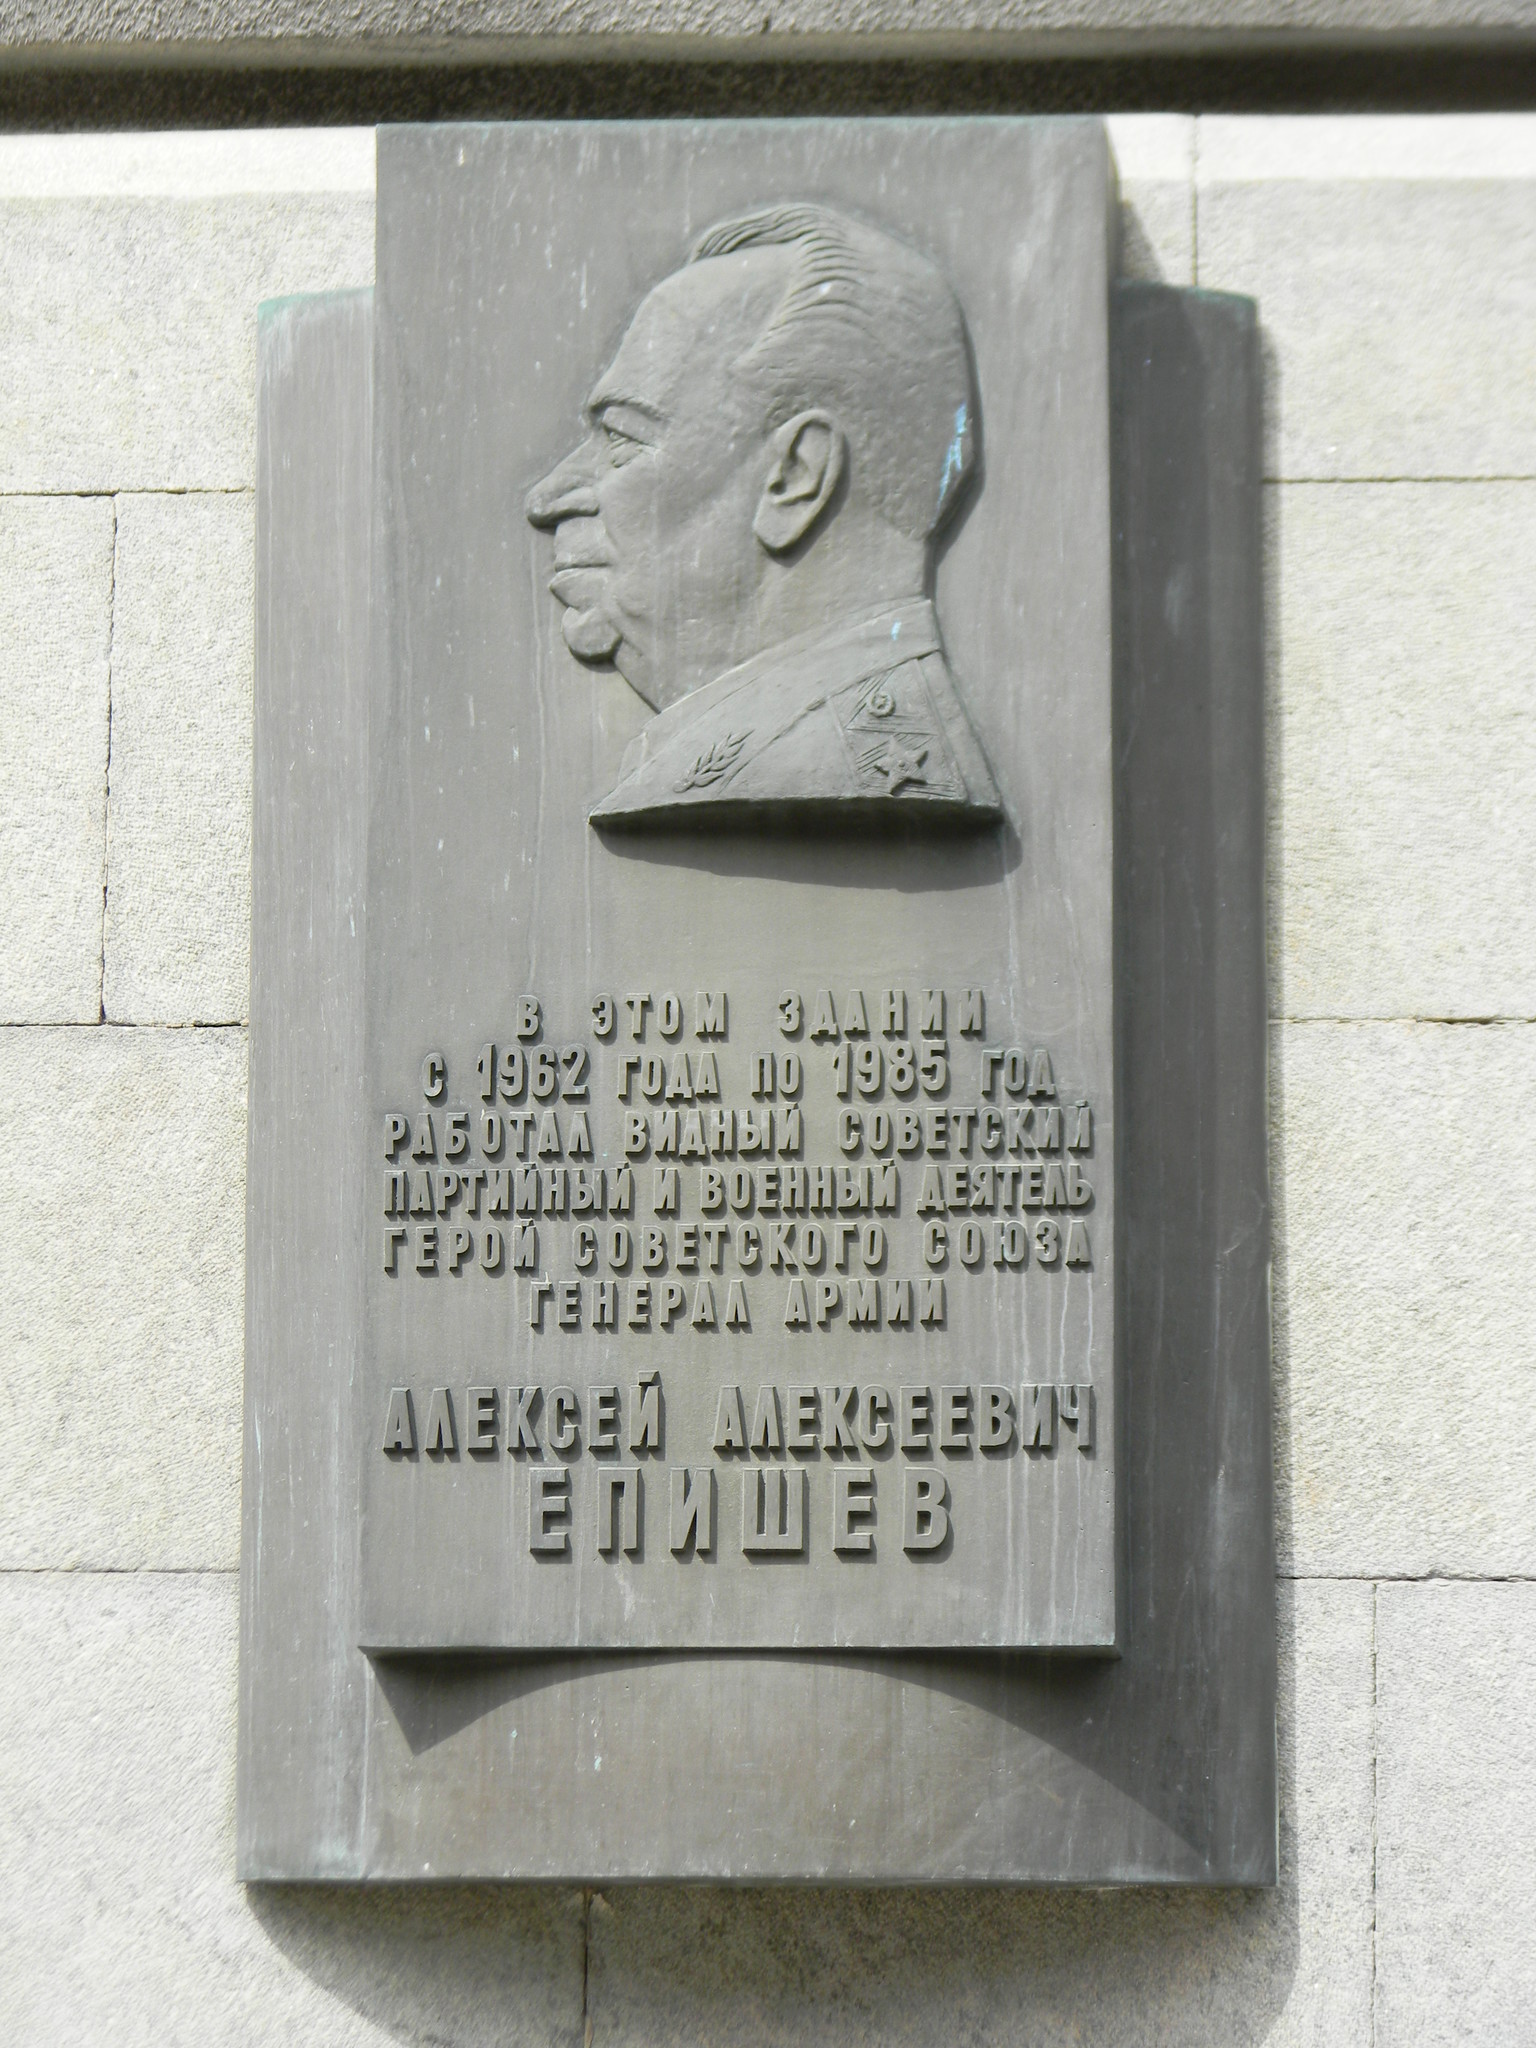 В ЭТОМ ЗДАНИИ
С 1962 ГОДА ПО 1985 ГОД
РАБОТАЛ ВИДНЫЙ СОВЕТСКИЙ
ПАРТИЙНЫЙ И ВОЕННЫЙ ДЕЯТЕЛЬ
ГЕРОЙ СОВЕТСКОГО СОЮЗА
ГЕНЕРАЛ АРМИИ
АЛЕКСЕЙ АЛЕКСЕЕВИЧ
ЕПИШЕВ